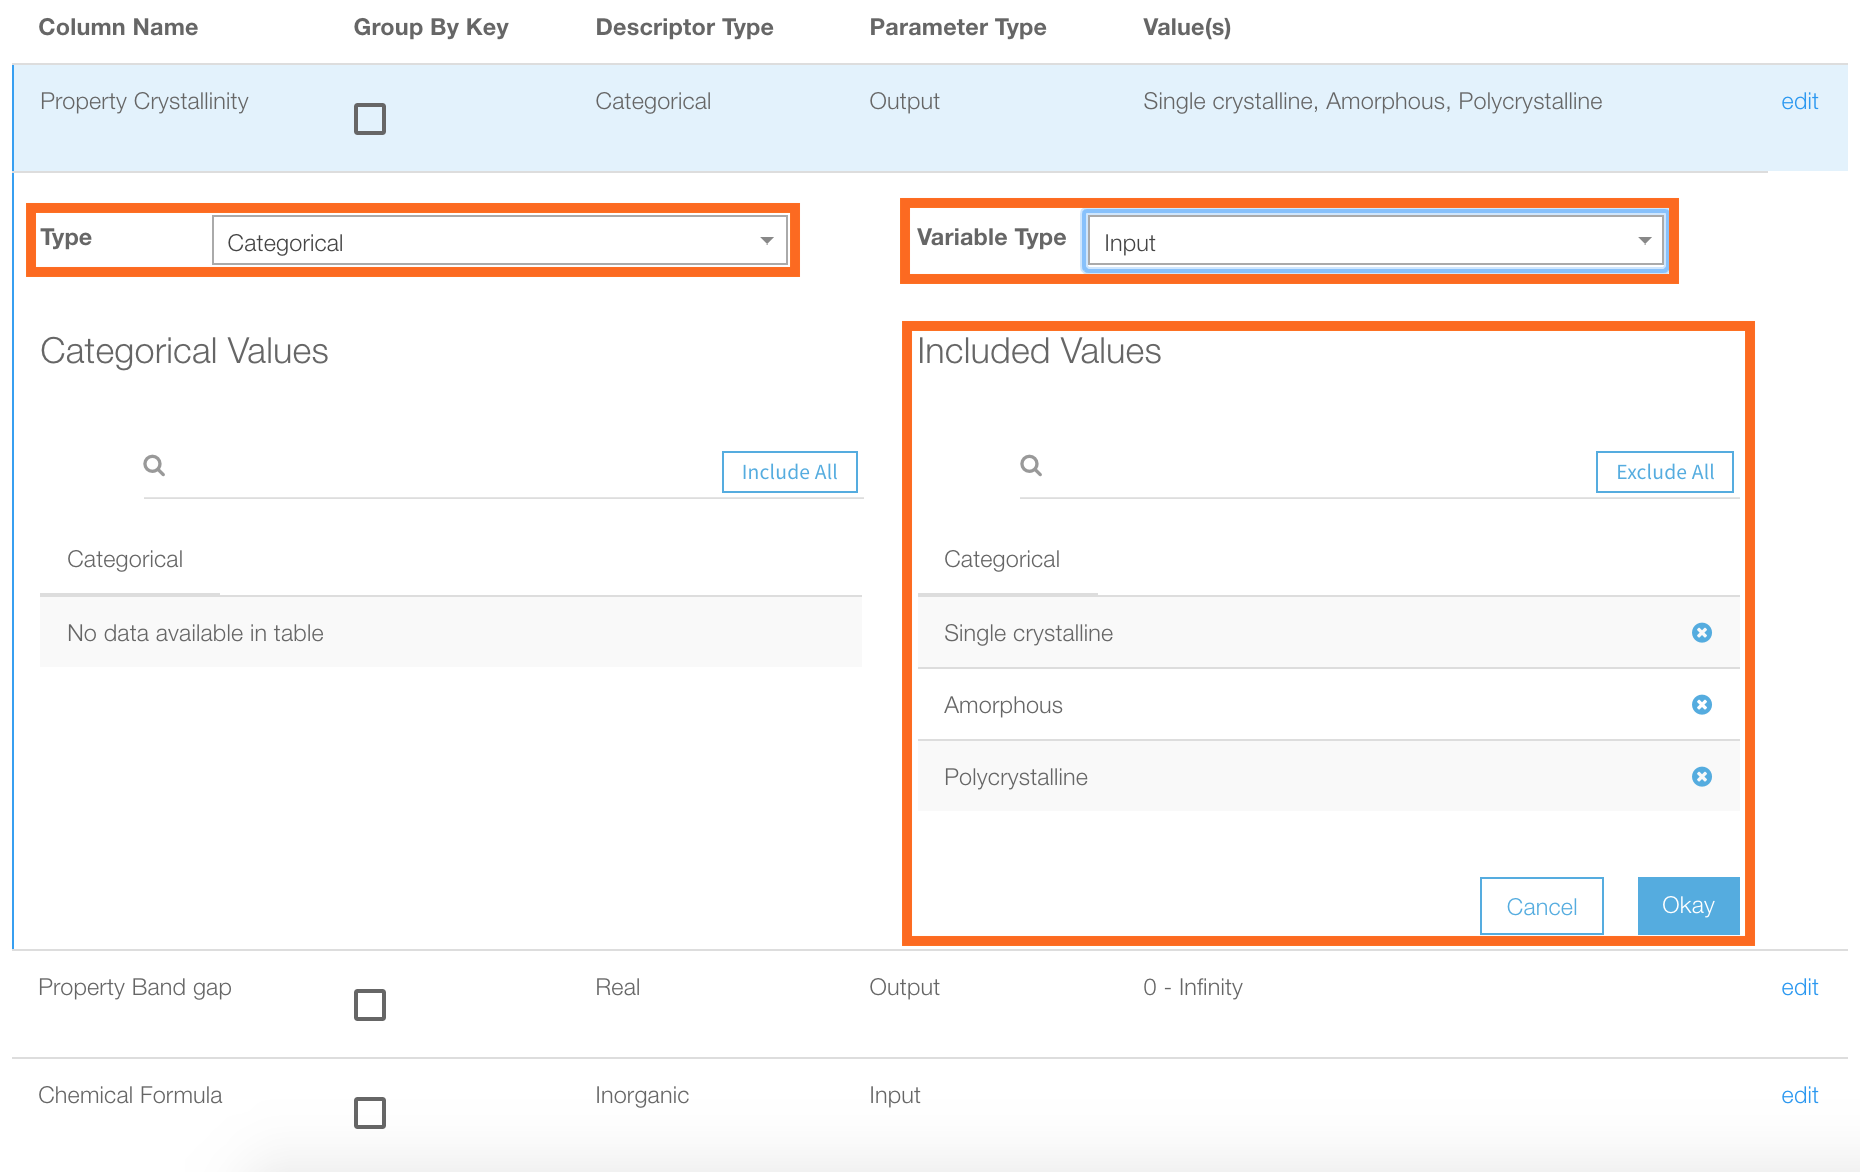 Column Name Group By Key Descriptor Type Parameter Type Value(s)
Property Crystallinity Categorical Output Single crystalline, Amorphous, Polycrystalline edit
Type Categorical Variable Type Input
Categorical Values Included Values
Include All Exclude All
Categorical Categorical
No data available in table Single crystalline
Amorphous
Polycrystalline
Cancel Okay
Property Band gap Real Output 0 - Infinity edit
Chemical Formula Inorganic Input edit